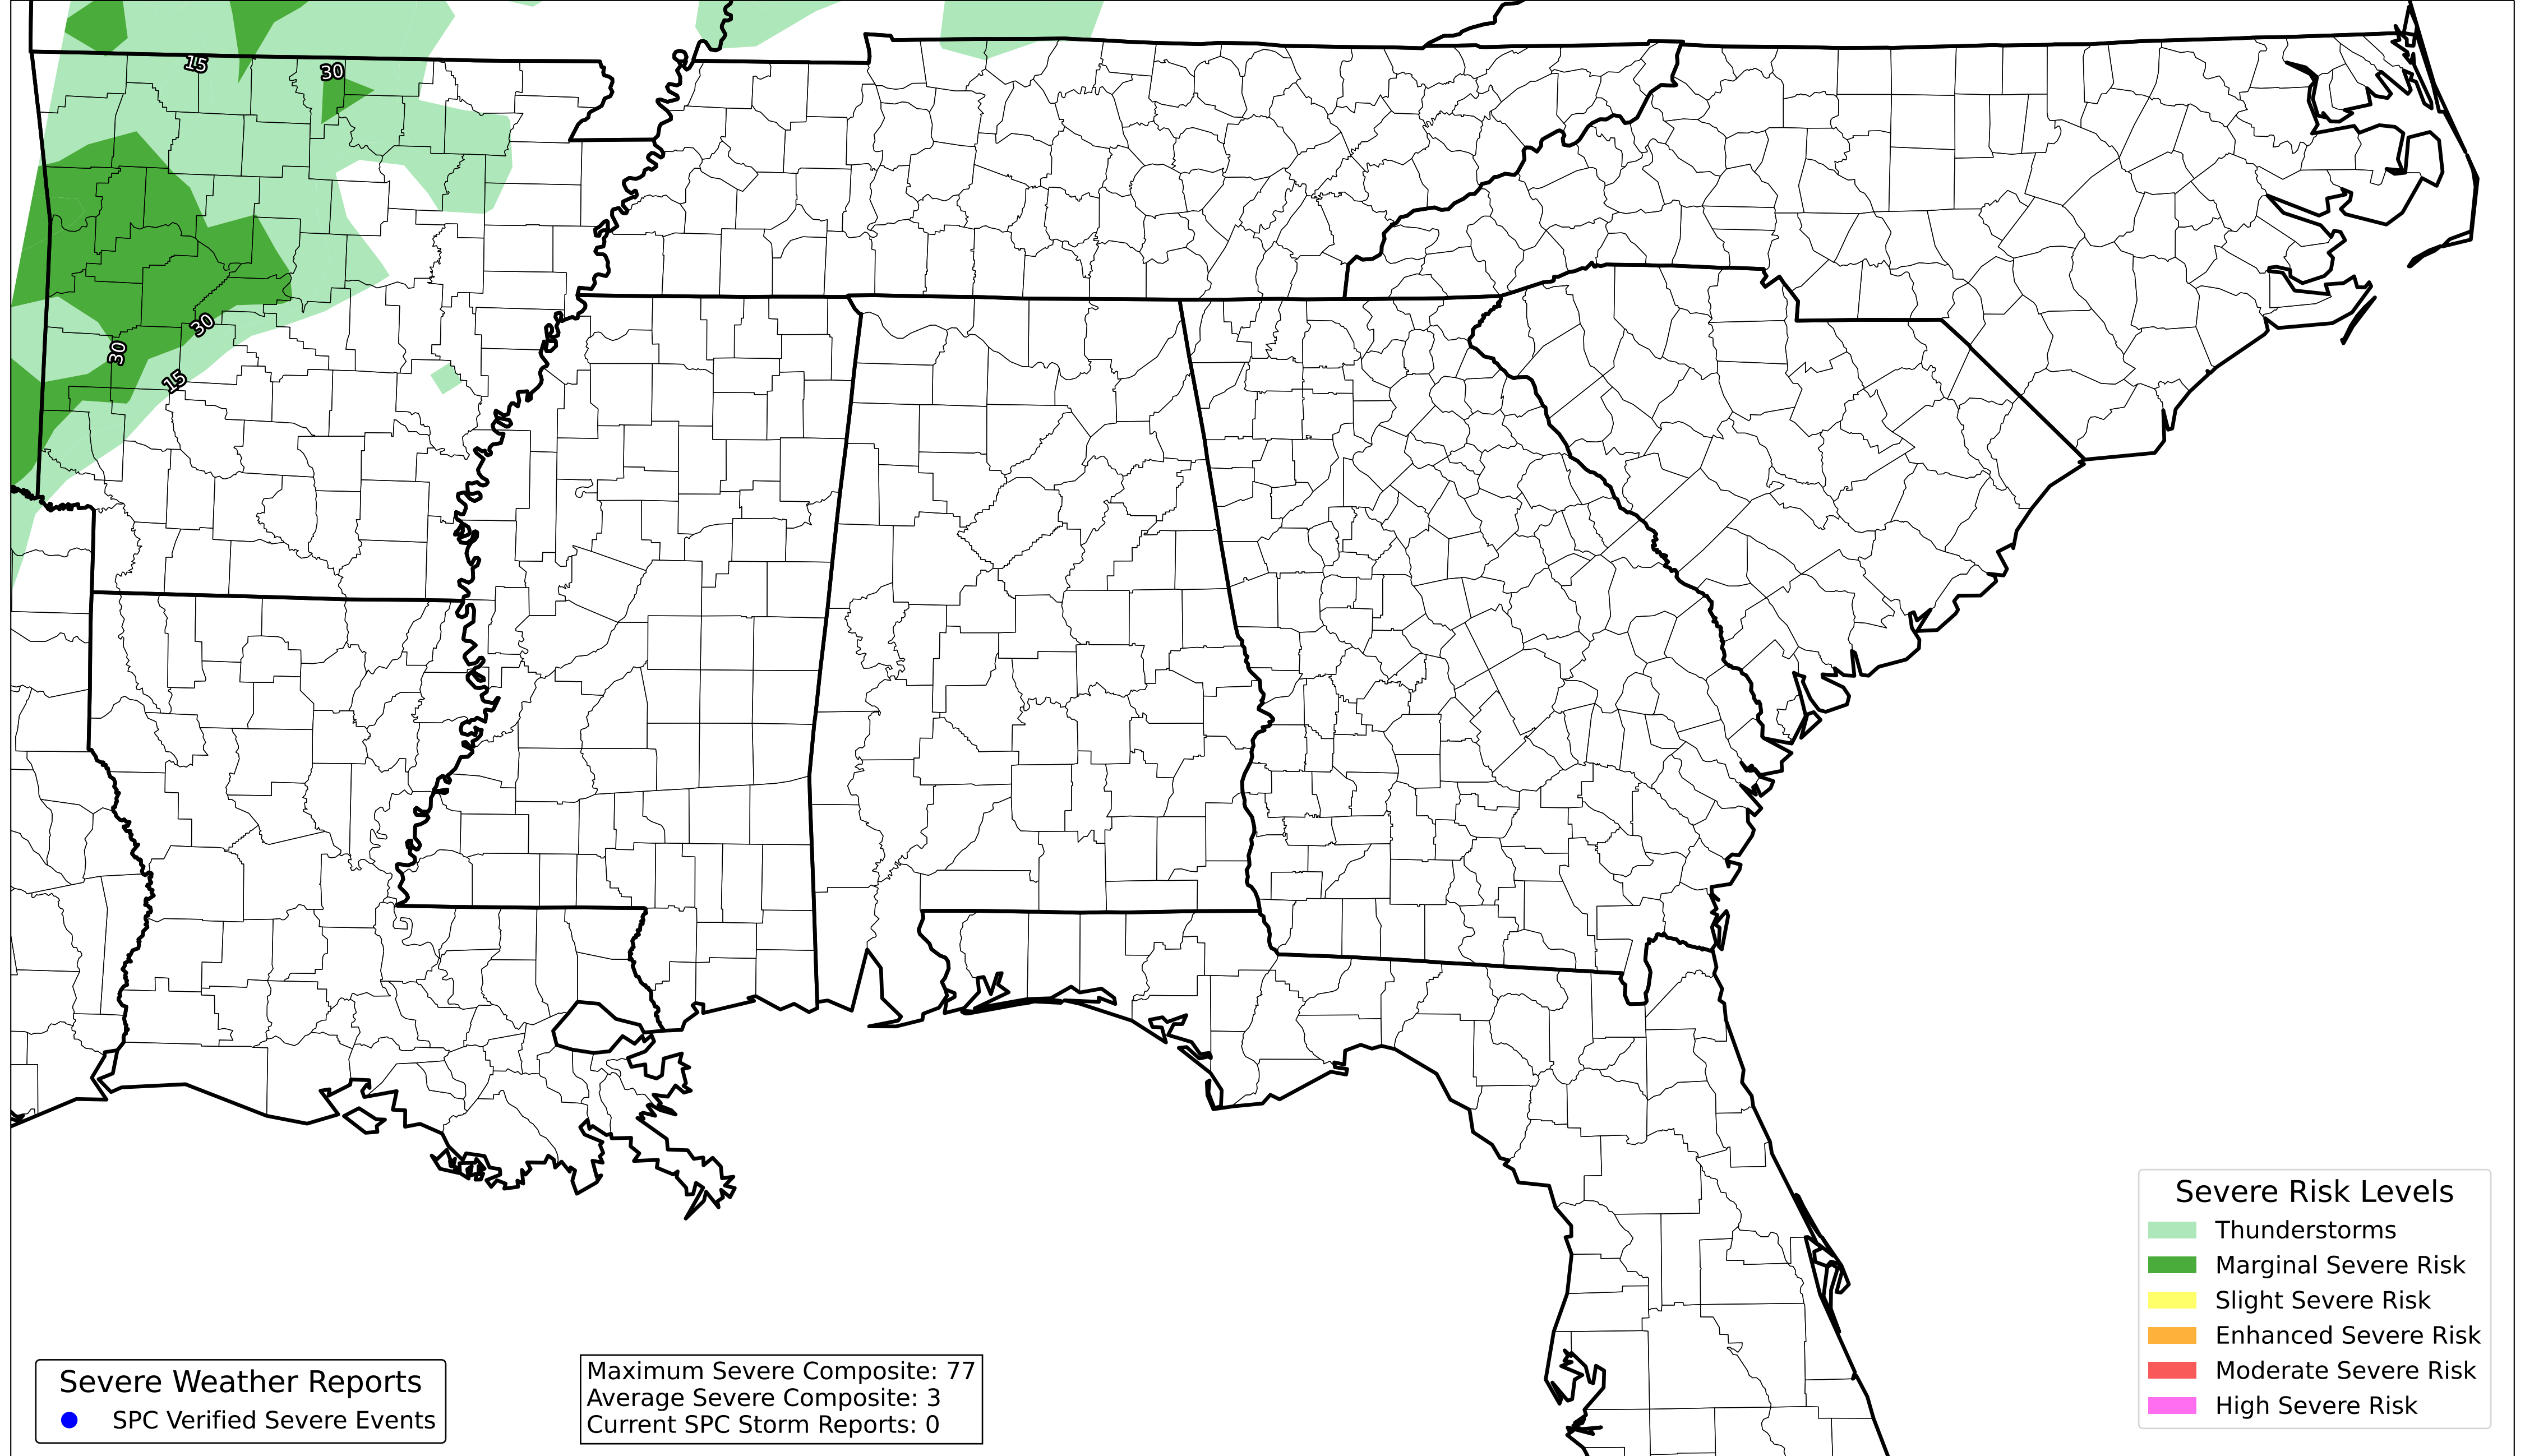 15
30
30
30
15
Severe Risk Levels
Thunderstorms
Marginal Severe Risk
Slight Severe Risk
Enhanced Severe Risk
Moderate Severe Risk
High Severe Risk
Severe Weather Reports
SPC Verified Severe Events
Maximum Severe Composite: 77
Average Severe Composite: 3
Current SPC Storm Reports: 0